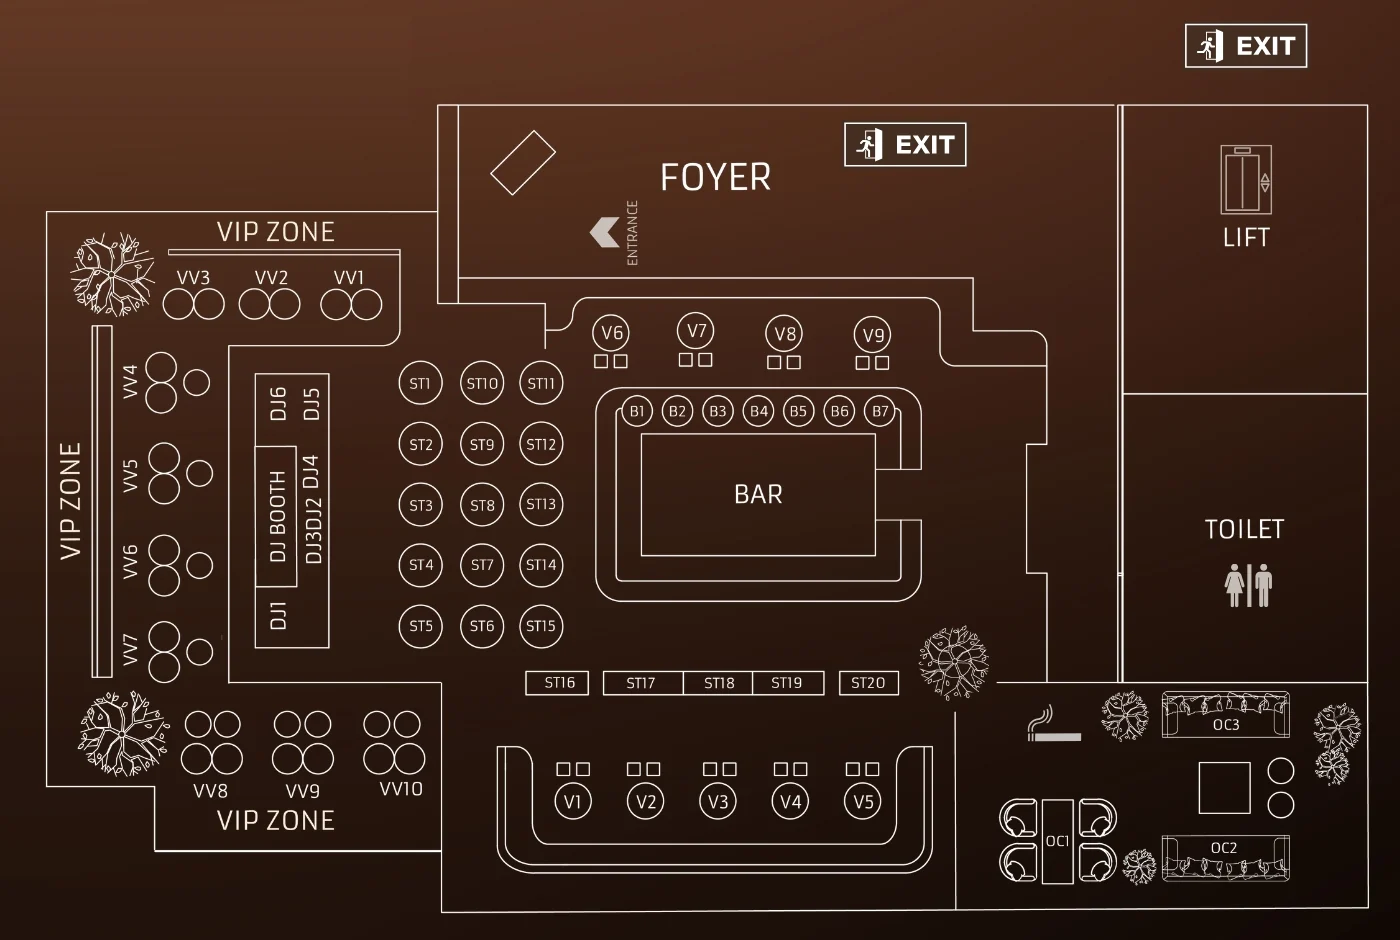 EXIT
EXIT
FOYER
ENTRANCE
LIFT
VIP ZONE
VV3
VV2
VV1
V6
V7
V8
V9
VV4
VV5
VV6
VV7
VIP ZONE
DJ6
DJ5
DJ BOOTH
DJ3DJ2 DJ4
DJ1
ST1
ST10
ST11
ST2
ST9
ST12
ST3
ST8
ST13
ST4
ST7
ST14
ST5
ST6
ST15
B1
B2
B3
B4
B5
B6
B7
BAR
TOILET
ST16
ST17
ST18
ST19
ST20
VV8
VV9
VV10
VIP ZONE
V1
V2
V3
V4
V5
OC3
OC1
OC2